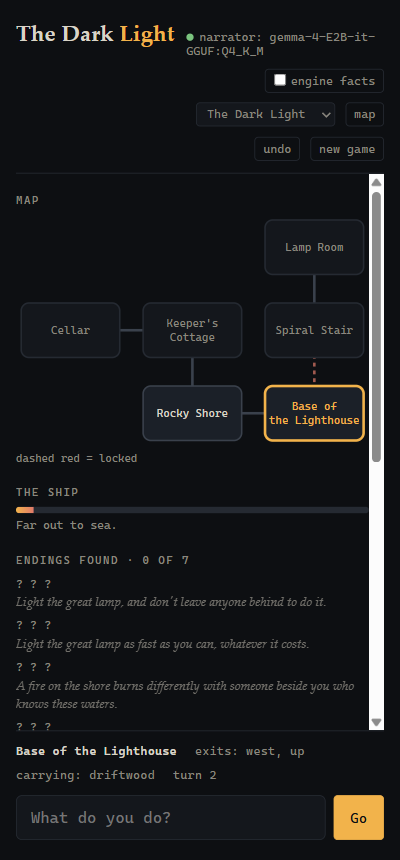 The Dark Light
narrator: gemma-4-E2B-it-
GGUF:Q4_K_M
engine facts
The Dark Light
map
undo
new game
MAP
Lamp Room
Cellar
Keeper's
Cottage
Spiral Stair
Rocky Shore
Base of
the Lighthouse
dashed red = locked
THE SHIP
Far out to sea.
ENDINGS FOUND · 0 OF 7
? ? ?
Light the great lamp, and don't leave anyone behind to do it.
? ? ?
Light the great lamp as fast as you can, whatever it costs.
? ? ?
A fire on the shore burns differently with someone beside you who
knows these waters.
? ? ?
Base of the Lighthouse exits: west, up
carrying: driftwood turn 2
What do you do?
Go